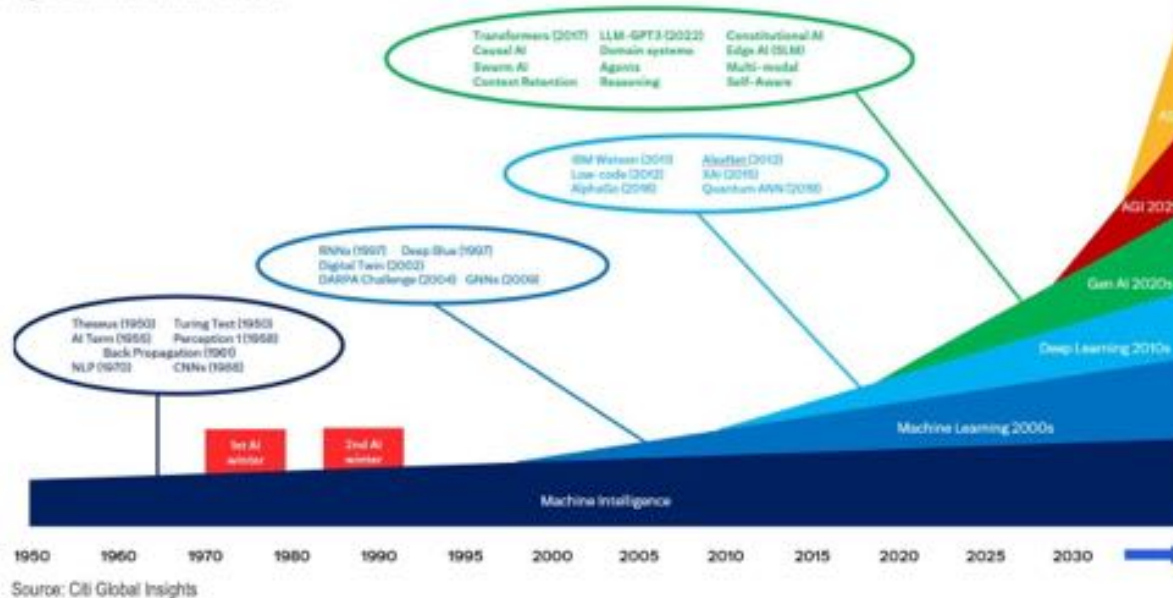 Transformers (2017) LLM-GPT3 (2022) Constitutional AI
Causal AI Domain systems Edge AI (SLM)
Swarm AI Agents Multi-modal
Context Retention Reasoning Self-Aware
IBM Watson (2011) AlexNet (2012)
Low-code (2012) XAI (2015)
AlphaGo (2016) Quantum ANN (2019)
RNNs (1997) Deep Blue (1997)
Digital Twin (2002)
DARPA Challenge (2004) GNNs (2009)
Theseus (1950) Turing Test (1950)
AI Term (1955) Perception 1 (1958)
Back Propagation (1961)
NLP (1970) CNNs (1988)
1st AI
winter
2nd AI
winter
AGI 202
Gen AI 2020s
Deep Learning 2010s
Machine Learning 2000s
Machine Intelligence
1950 1960 1970 1980 1990 1995 2000 2005 2010 2015 2020 2025 2030
Source: Citi Global Insights